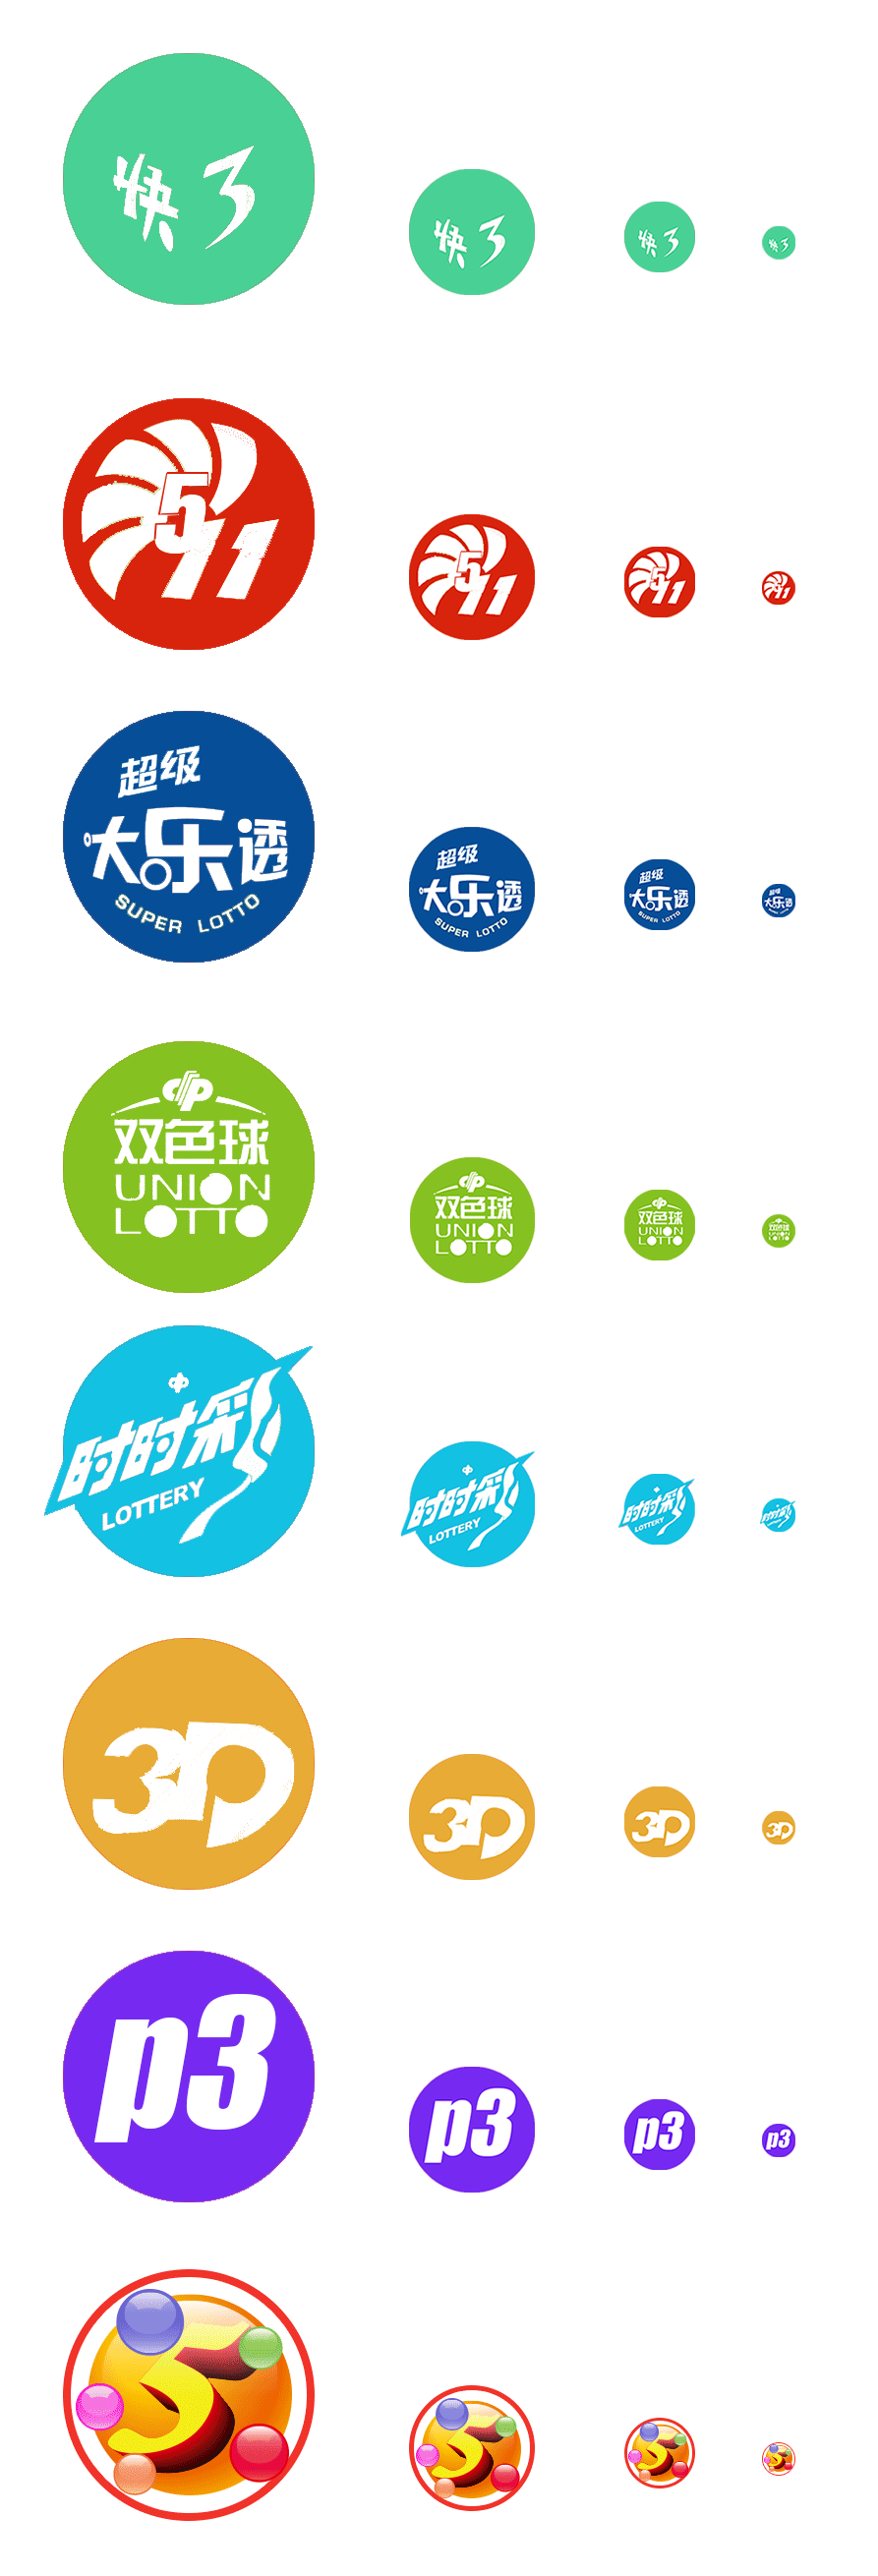 快3 快3 快3 快3
5 11 5 11 5 11 5 11
超级 超级 超级 超级
大乐透 大乐透 大乐透 大乐透
SUPER LOTTO SUPER LOTTO SUPER LOTTO
双色球 双色球 双色球 双色球
UNION UNION UNION UNION
LOTTO LOTTO LOTTO LOTTO
时时彩 时时彩 时时彩 时时彩
LOTTERY LOTTERY LOTTERY
3D 3D 3D 3D
p3 p3 p3 p3
5 5 5 5